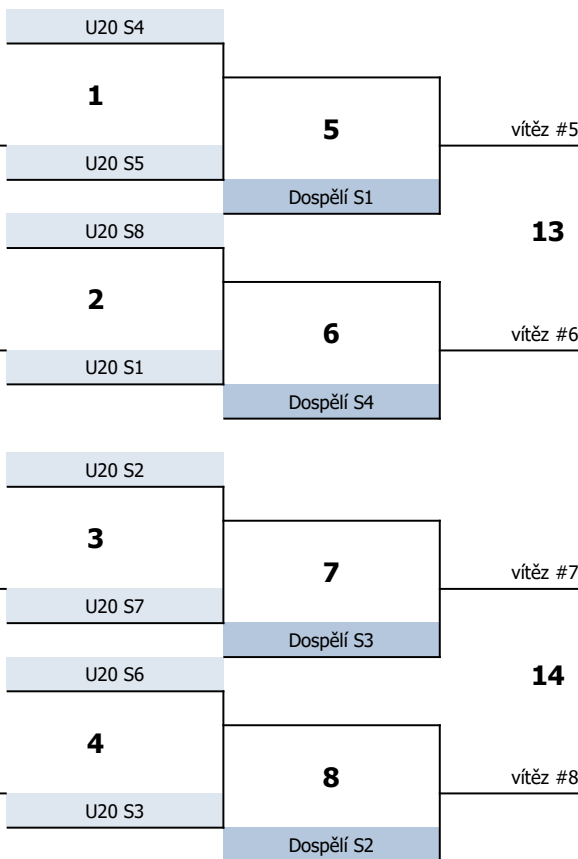 U20 S4
1
5
vítěz #5
U20 S5
Dospělí S1
U20 S8
13
2
6
vítěz #6
U20 S1
Dospělí S4
U20 S2
3
7
vítěz #7
U20 S7
Dospělí S3
U20 S6
14
4
8
vítěz #8
U20 S3
Dospělí S2